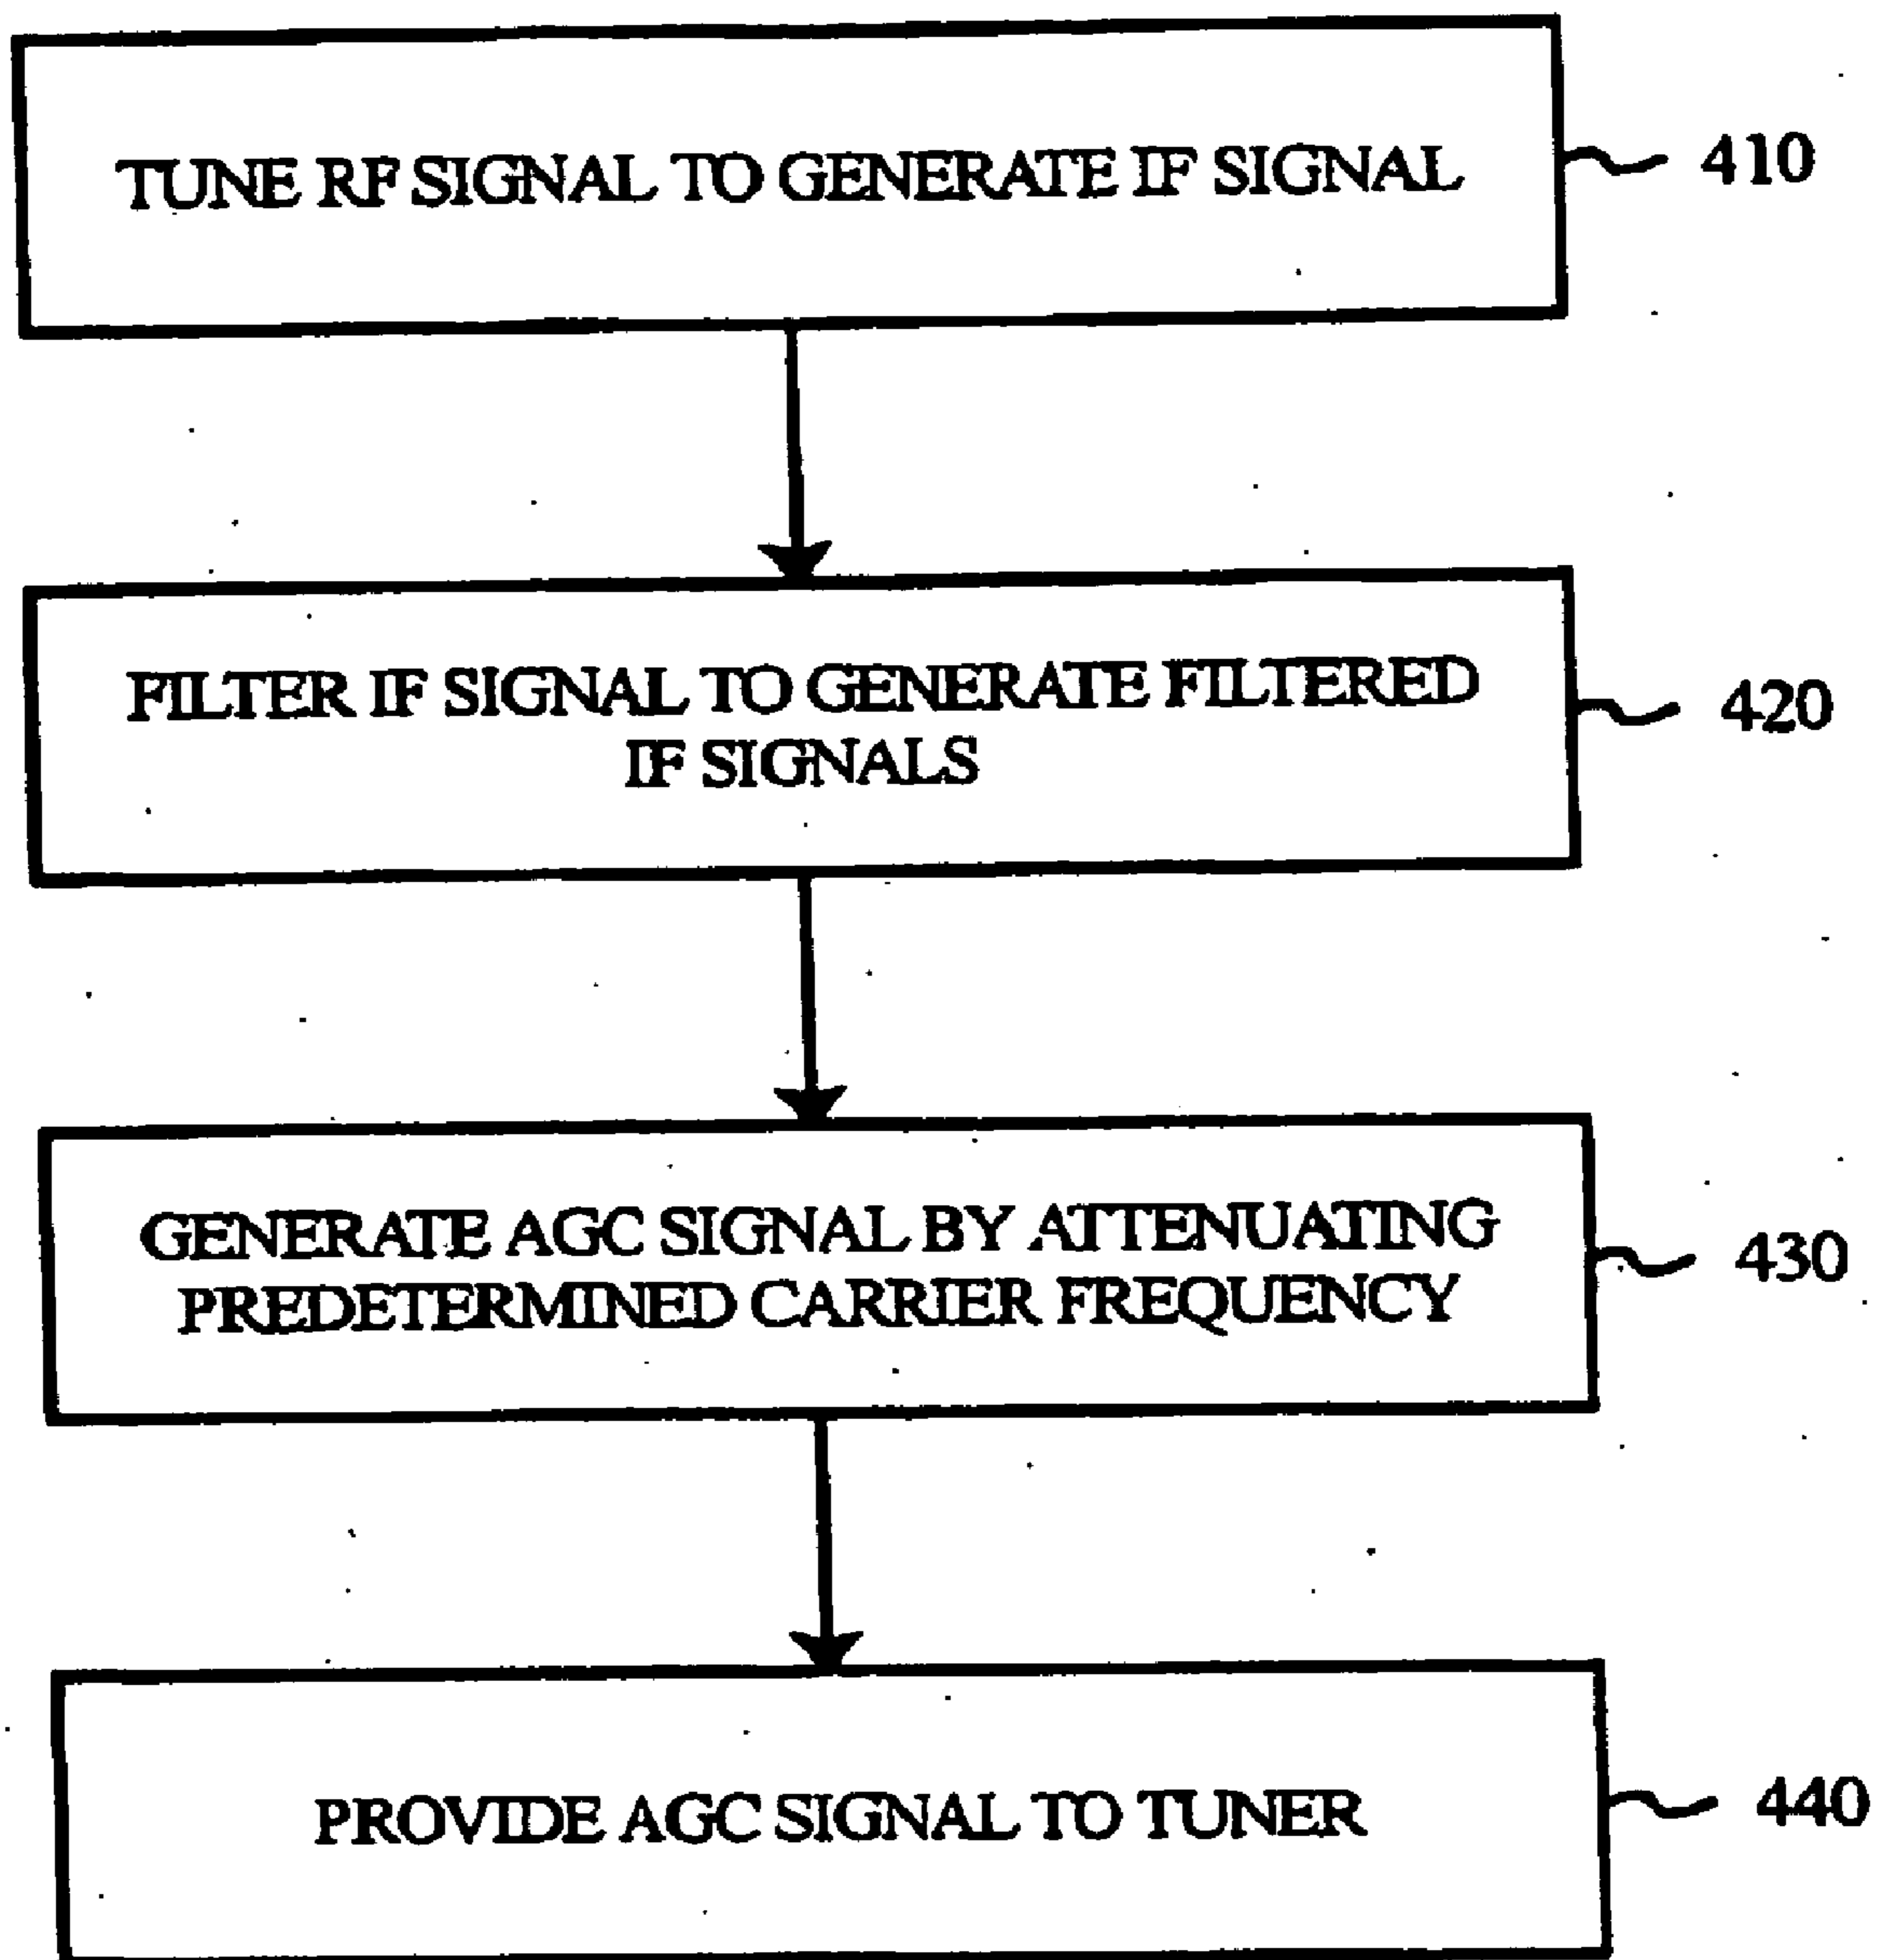 TUNE RF SIGNAL TO GENERATE IF SIGNAL
410
FILTER IF SIGNAL TO GENERATE FILTERED
IF SIGNALS
420
GENERATE AGC SIGNAL BY ATTENUATING
PREDETERMINED CARRIER FREQUENCY
430
PROVIDE AGC SIGNAL TO TUNER
440